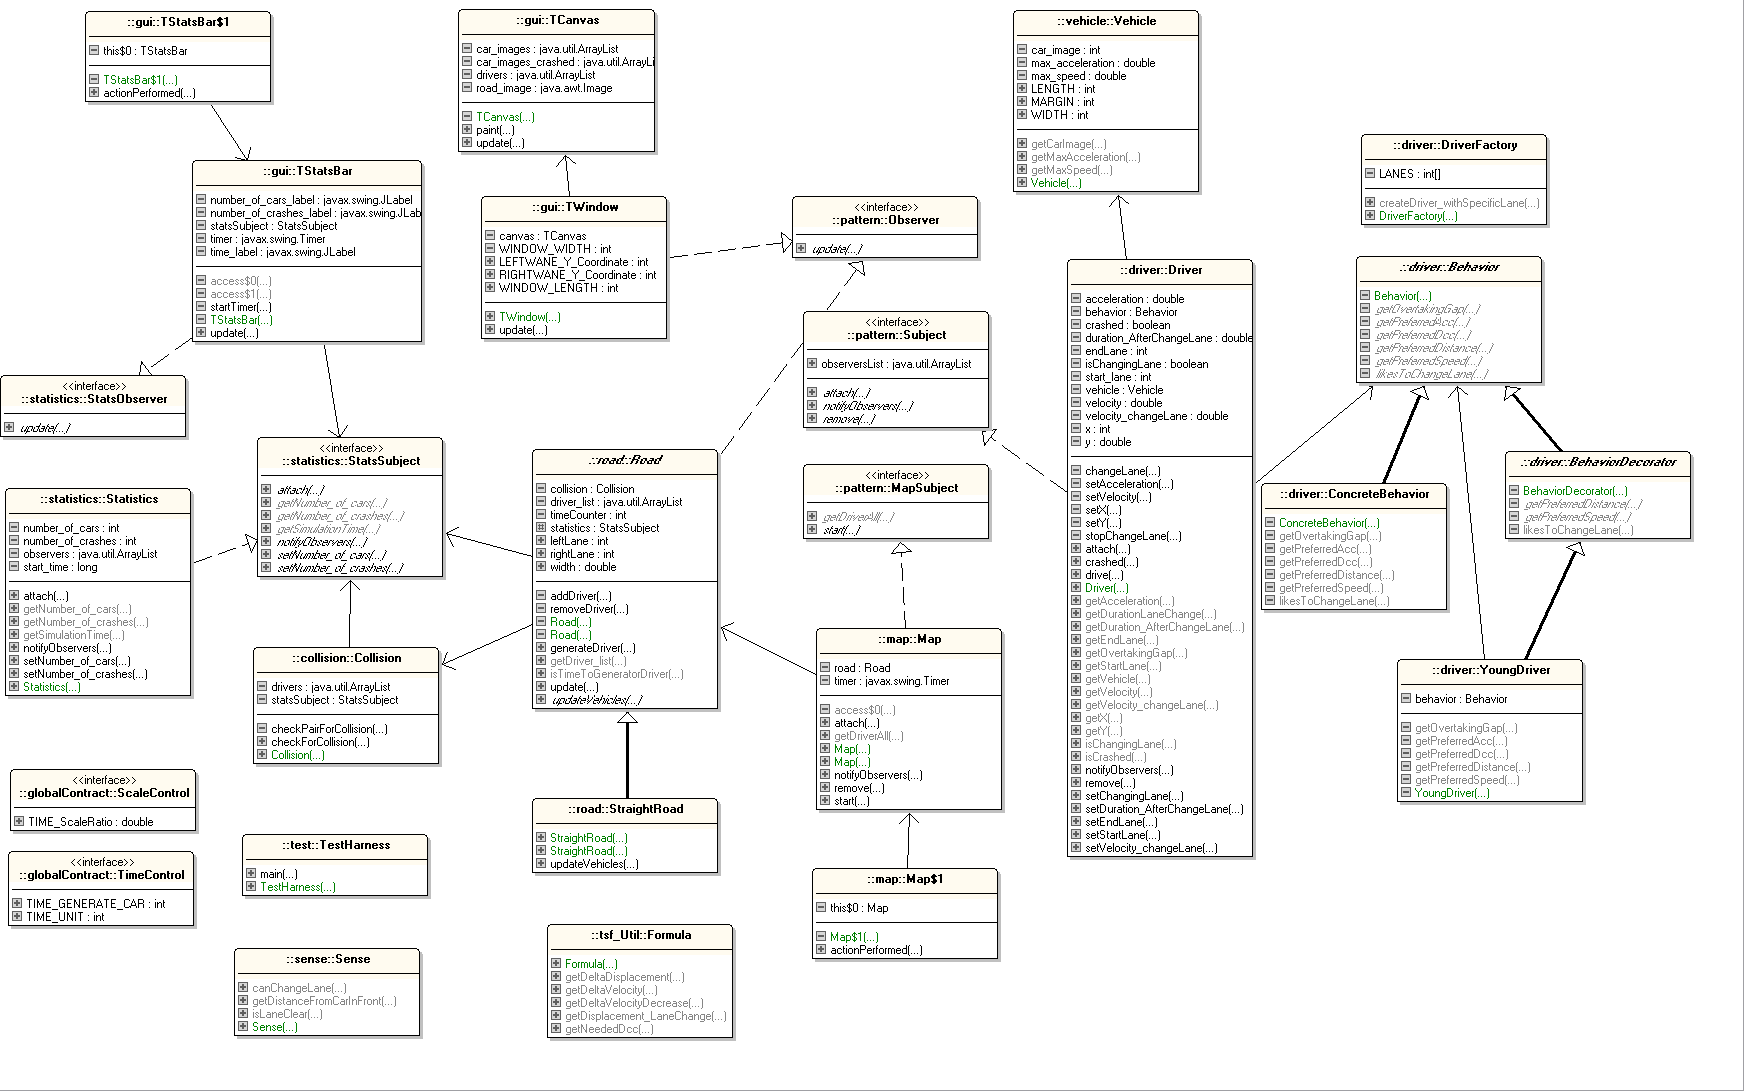 ::gui::TStatsBar$1
this$0 : TStatsBar
TStatsBar$1(...)
actionPerformed(...)
::gui::TCanvas
car_images : java.util.ArrayList
car_images_crashed : java.util.ArrayLi
drivers : java.util.ArrayList
road_image : java.awt.Image
TCanvas(...)
paint(...)
update(...)
::vehicle::Vehicle
car_image : int
max_acceleration : double
max_speed : double
LENGTH : int
MARGIN : int
WIDTH : int
getCarImage(...)
getMaxAcceleration(...)
getMaxSpeed(...)
Vehicle(...)
::driver::DriverFactory
LANES : int[]
createDriver_withSpecificLane(...)
DriverFactory(...)
::gui::TStatsBar
number_of_cars_label : javax.swing.JLabel
number_of_crashes_label : javax.swing.JLab
statsSubject : StatsSubject
timer : javax.swing.Timer
time_label : javax.swing.JLabel
access$0(...)
access$1(...)
startTimer(...)
TStatsBar(...)
update(...)
::gui::TWindow
canvas : TCanvas
WINDOW_WIDTH : int
LEFTWANE_Y_Coordinate : int
RIGHTWANE_Y_Coordinate : int
WINDOW_LENGTH : int
TWindow(...)
update(...)
<<interface>>
::pattern::Observer
update(...)
<<interface>>
::pattern::Subject
observersList : java.util.ArrayList
attach(...)
notifyObservers(...)
remove(...)
::driver::Driver
acceleration : double
behavior : Behavior
crashed : boolean
duration_AfterChangeLane : double
endLane : int
isChangingLane : boolean
start_lane : int
vehicle : Vehicle
velocity : double
velocity_changeLane : double
x : int
y : double
changeLane(...)
setAcceleration(...)
setVelocity(...)
setX(...)
setY(...)
stopChangeLane(...)
attach(...)
crashed(...)
drive(...)
Driver(...)
getAcceleration(...)
getDurationLaneChange(...)
getDuration_AfterChangeLane(...)
getEndLane(...)
getOvertakingGap(...)
getStartLane(...)
getVehicle(...)
getVelocity(...)
getVelocity_changeLane(...)
getX(...)
getY(...)
isChangingLane(...)
isCrashed(...)
notifyObservers(...)
remove(...)
setChangingLane(...)
setDuration_AfterChangeLane(...)
setEndLane(...)
setStartLane(...)
setVelocity_changeLane(...)
::driver::Behavior
Behavior(...)
getOvertakingGap(...)
getPreferredAcc(...)
getPreferredDcc(...)
getPreferredDistance(...)
getPreferredSpeed(...)
likesToChangeLane(...)
<<interface>>
::statistics::StatsObserver
update(...)
<<interface>>
::statistics::StatsSubject
attach(...)
getNumber_of_cars(...)
getNumber_of_crashes(...)
getSimulationTime(...)
notifyObservers(...)
setNumber_of_cars(...)
setNumber_of_crashes(...)
::statistics::Statistics
number_of_cars : int
number_of_crashes : int
observers : java.util.ArrayList
start_time : long
attach(...)
getNumber_of_cars(...)
getNumber_of_crashes(...)
getSimulationTime(...)
notifyObservers(...)
setNumber_of_cars(...)
setNumber_of_crashes(...)
Statistics(...)
::road::Road
collision : Collision
driver_list : java.util.ArrayList
timeCounter : int
statistics : StatsSubject
leftLane : int
rightLane : int
width : double
addDriver(...)
removeDriver(...)
Road(...)
Road(...)
generateDriver(...)
getDriver_list(...)
isTimeToGeneratorDriver(...)
update(...)
updateVehicles(...)
<<interface>>
::pattern::MapSubject
getDriverAll(...)
start(...)
::driver::ConcreteBehavior
ConcreteBehavior(...)
getOvertakingGap(...)
getPreferredAcc(...)
getPreferredDcc(...)
getPreferredDistance(...)
getPreferredSpeed(...)
likesToChangeLane(...)
::driver::BehaviorDecorator
BehaviorDecorator(...)
getPreferredDistance(...)
getPreferredSpeed(...)
likesToChangeLane(...)
::collision::Collision
drivers : java.util.ArrayList
statsSubject : StatsSubject
checkPairForCollision(...)
checkForCollision(...)
Collision(...)
::map::Map
road : Road
timer : javax.swing.Timer
access$0(...)
attach(...)
getDriverAll(...)
Map(...)
Map(...)
notifyObservers(...)
remove(...)
start(...)
::driver::YoungDriver
behavior : Behavior
getOvertakingGap(...)
getPreferredAcc(...)
getPreferredDcc(...)
getPreferredDistance(...)
getPreferredSpeed(...)
YoungDriver(...)
<<interface>>
::globalContract::ScaleControl
TIME_ScaleRatio : double
<<interface>>
::globalContract::TimeControl
TIME_GENERATE_CAR : int
TIME_UNIT : int
::test::TestHarness
main(...)
TestHarness(...)
::road::StraightRoad
StraightRoad(...)
StraightRoad(...)
updateVehicles(...)
::map::Map$1
this$0 : Map
Map$1(...)
actionPerformed(...)
::sense::Sense
canChangeLane(...)
getDistanceFromCarInFront(...)
isLaneClear(...)
Sense(...)
::tsf_Util::Formula
Formula(...)
getDeltaDisplacement(...)
getDeltaVelocity(...)
getDeltaVelocityDecrease(...)
getDisplacement_LaneChange(...)
getNeededDcc(...)